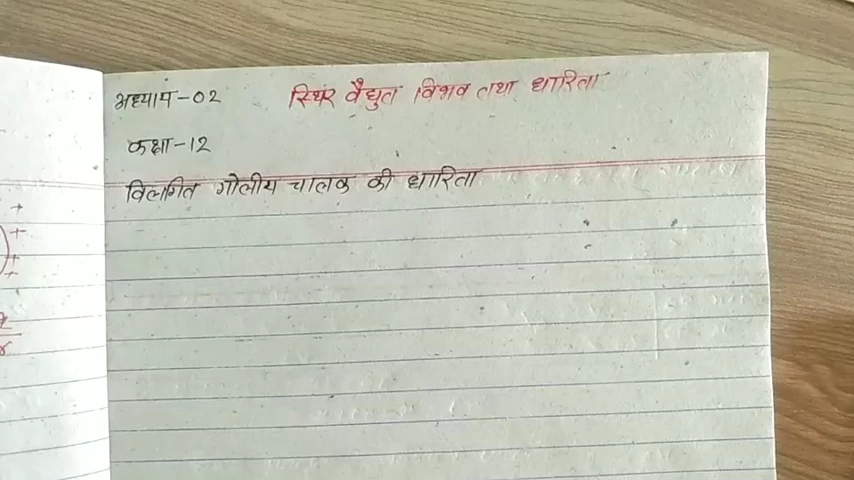 अध्याय-02 स्थिर वैद्युत विभव तथा धारिता
कक्षा-12
विलगित गोलीय चालक की धारिता
+
+
+
+